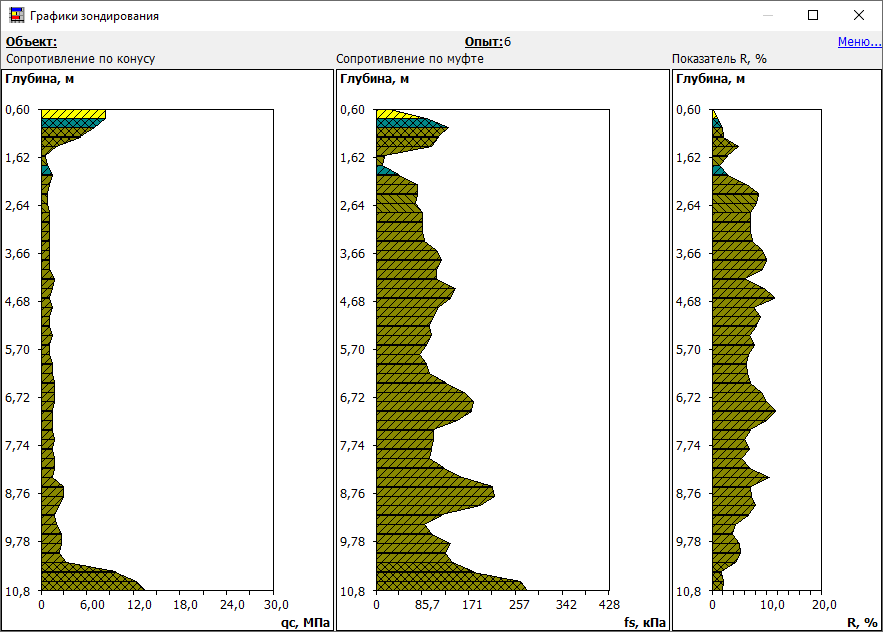 Графики зондирования
Объект: Опыт:6 Меню...
Сопротивление по конусу Сопротивление по муфте Показатель R, %
Глубина, м Глубина, м Глубина, м
0,60 0,60 0,60
1,62 1,62 1,62
2,64 2,64 2,64
3,66 3,66 3,66
4,68 4,68 4,68
5,70 5,70 5,70
6,72 6,72 6,72
7,74 7,74 7,74
8,76 8,76 8,76
9,78 9,78 9,78
10,8 10,8 10,8
0 6,00 12,0 18,0 24,0 30,0 0 85,7 171 257 342 428 0 10,0 20,0
qc, МПа fs, кПа R, %